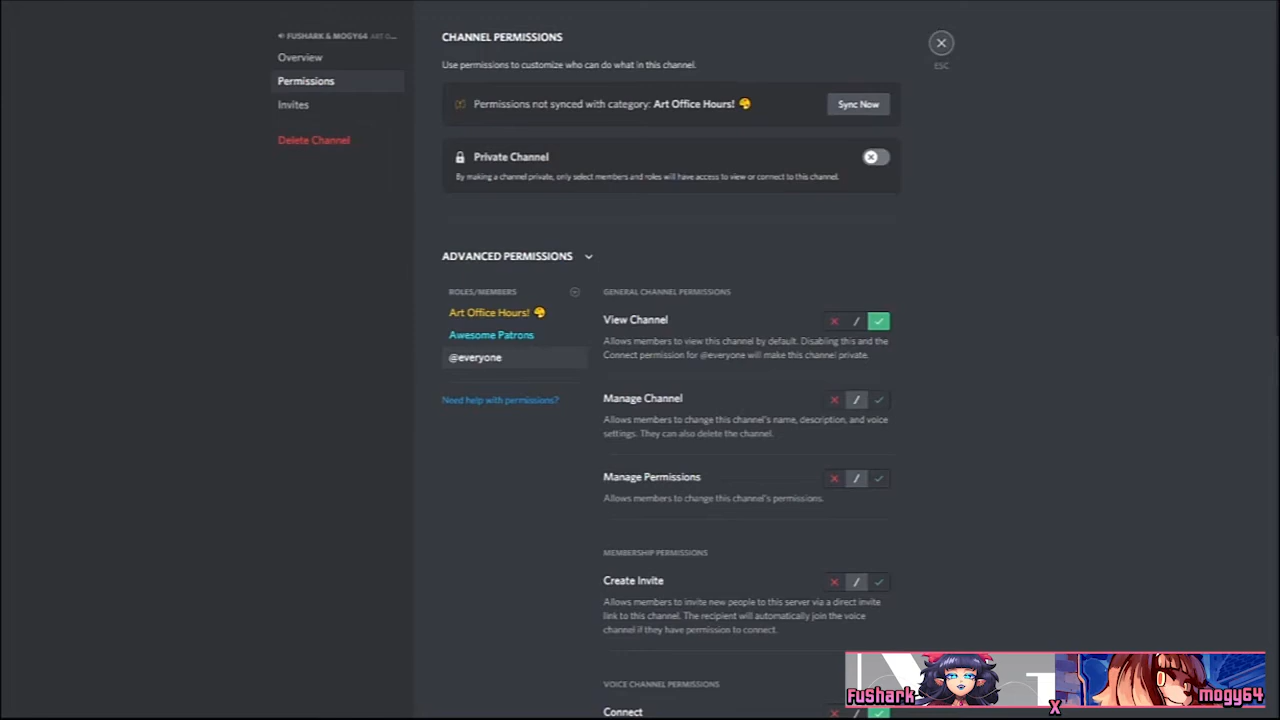 FUSHARK & MOGY64 ART O...
Overview
Permissions
Invites
Delete Channel
CHANNEL PERMISSIONS
Use permissions to customize who can do what in this channel.
Permissions not synced with category: Art Office Hours!
Sync Now
ESC
Private Channel
By making a channel private, only select members and roles will have access to view or connect to this channel.
ADVANCED PERMISSIONS
ROLES/MEMBERS
Art Office Hours!
Awesome Patrons
@everyone
Need help with permissions?
GENERAL CHANNEL PERMISSIONS
View Channel
Allows members to view this channel by default. Disabling this and the
Connect permission for @everyone will make this channel private.
Manage Channel
Allows members to change this channel's name, description, and voice
settings. They can also delete the channel.
Manage Permissions
Allows members to change this channel's permissions.
MEMBERSHIP PERMISSIONS
Create Invite
Allows members to invite new people to this server via a direct invite
link to this channel. The recipient will automatically join the voice
channel if they have permission to connect.
VOICE CHANNEL PERMISSIONS
Connect
fushark
X
mogy64